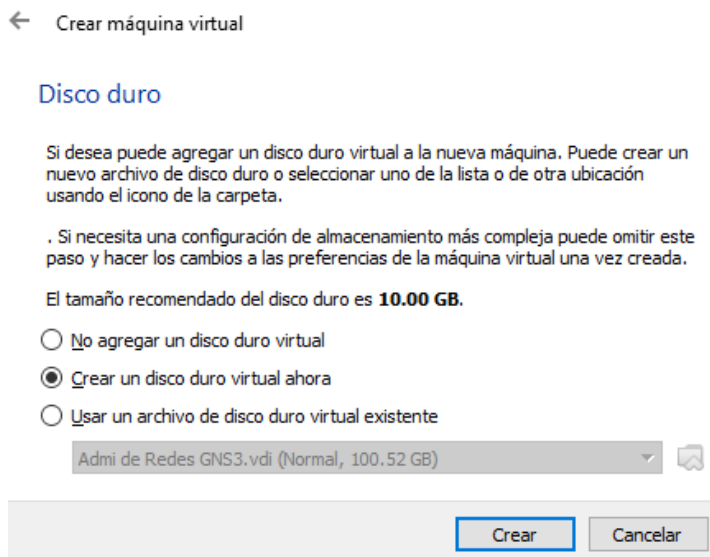 Crear máquina virtual
Disco duro
Si desea puede agregar un disco duro virtual a la nueva máquina. Puede crear un
nuevo archivo de disco duro o seleccionar uno de la lista o de otra ubicación
usando el icono de la carpeta.
. Si necesita una configuración de almacenamiento más compleja puede omitir este
paso y hacer los cambios a las preferencias de la máquina virtual una vez creada.
El tamaño recomendado del disco duro es 10.00 GB.
No agregar un disco duro virtual
Crear un disco duro virtual ahora
Usar un archivo de disco duro virtual existente
Admi de Redes GNS3.vdi (Normal, 100.52 GB)
Crear
Cancelar